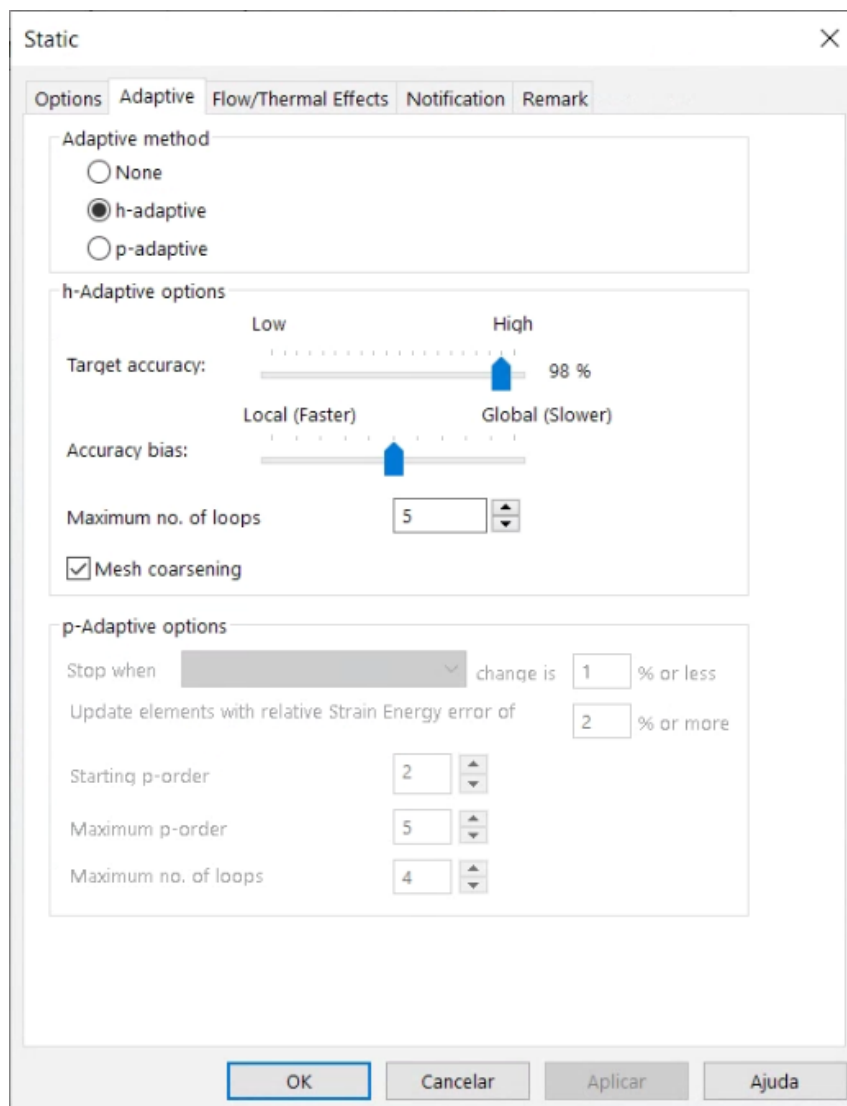 Static
Options Adaptive Flow/Thermal Effects Notification Remark
Adaptive method
None
h-adaptive
p-adaptive
h-Adaptive options
Low High
Target accuracy: 98 %
Local (Faster) Global (Slower)
Accuracy bias:
Maximum no. of loops 5
Mesh coarsening
p-Adaptive options
Stop when change is 1 % or less
Update elements with relative Strain Energy error of 2 % or more
Starting p-order 2
Maximum p-order 5
Maximum no. of loops 4
OK Cancelar Aplicar Ajuda